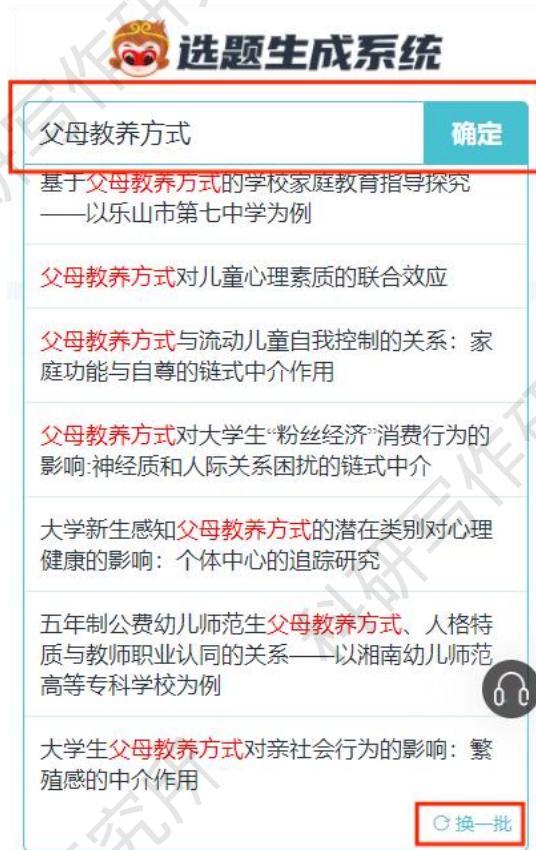 选题生成系统
父母教养方式
确定
基于父母教养方式的学校家庭教育指导探究
——以乐山市第七中学为例
父母教养方式对儿童心理素质的联合效应
父母教养方式与流动儿童自我控制的关系：家
庭功能与自尊的链式中介作用
父母教养方式对大学生“粉丝经济”消费行为的
影响:神经质和人际关系困扰的链式中介
大学新生感知父母教养方式的潜在类别对心理
健康的影响：个体中心的追踪研究
五年制公费幼儿师范生父母教养方式、人格特
质与教师职业认同的关系——以湘南幼儿师范
高等专科学校为例
大学生父母教养方式对亲社会行为的影响：繁
殖感的中介作用
换一批